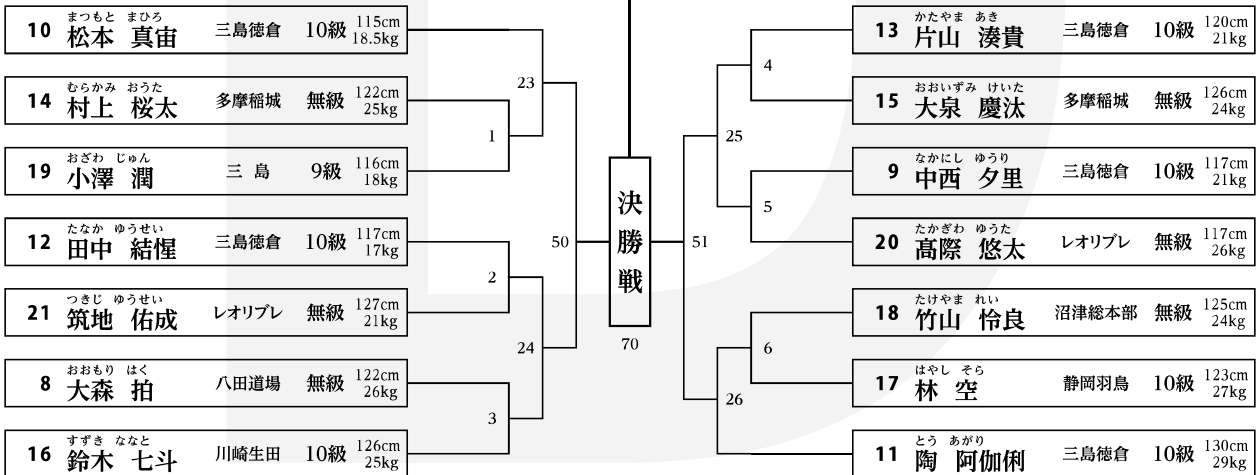 まつもと まひろ
10 松本 真宙 三島徳倉 10級 115cm 18.5kg
むらかみ おうた
14 村上 桜太 多摩稲城 無級 122cm 25kg
おざわ じゅん
19 小澤 潤 三 島 9級 116cm 18kg
たなか ゆうせい
12 田中 結惺 三島徳倉 10級 117cm 17kg
つきじ ゆうせい
21 筑地 佑成 レオリブレ 無級 127cm 21kg
おおもり はく
8 大森 拍 八田道場 無級 122cm 26kg
すずき ななと
16 鈴木 七斗 川崎生田 10級 126cm 25kg
23
1
2
24
3
50
決勝戦
70
51
4
25
5
6
26
かたやま あき
13 片山 湊貴 三島徳倉 10級 120cm 21kg
おおいずみ けいた
15 大泉 慶汰 多摩稲城 無級 126cm 24kg
なかにし ゆうり
9 中西 夕里 三島徳倉 10級 117cm 21kg
たかぎわ ゆうた
20 髙際 悠太 レオリブレ 無級 117cm 26kg
たけやま れい
18 竹山 怜良 沼津総本部 無級 125cm 24kg
はやし そら
17 林 空 静岡羽鳥 10級 123cm 27kg
とう あがり
11 陶 阿伽俐 三島徳倉 10級 130cm 29kg